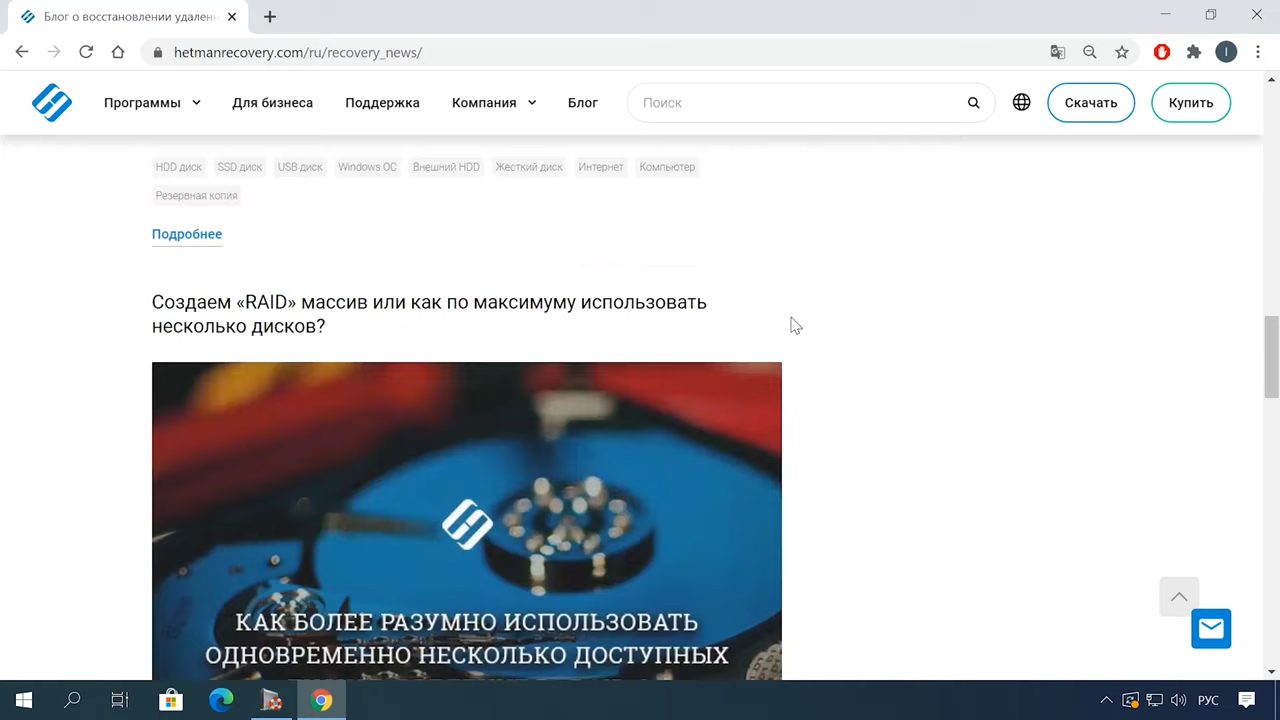 Блог о восстановлении удален
hetmanrecovery.com/ru/recovery_news/
I
Программы Для бизнеса Поддержка Компания Блог Поиск Скачать Купить
HDD диск SSD диск USB диск Windows ОС Внешний HDD Жесткий диск Интернет Компьютер
Резервная копия
Подробнее
Создаем «RAID» массив или как по максимуму использовать
несколько дисков?
КАК БОЛЕЕ РАЗУМНО ИСПОЛЬЗОВАТЬ
ОДНОВРЕМЕННО НЕСКОЛЬКО ДОСТУПНЫХ
РУС